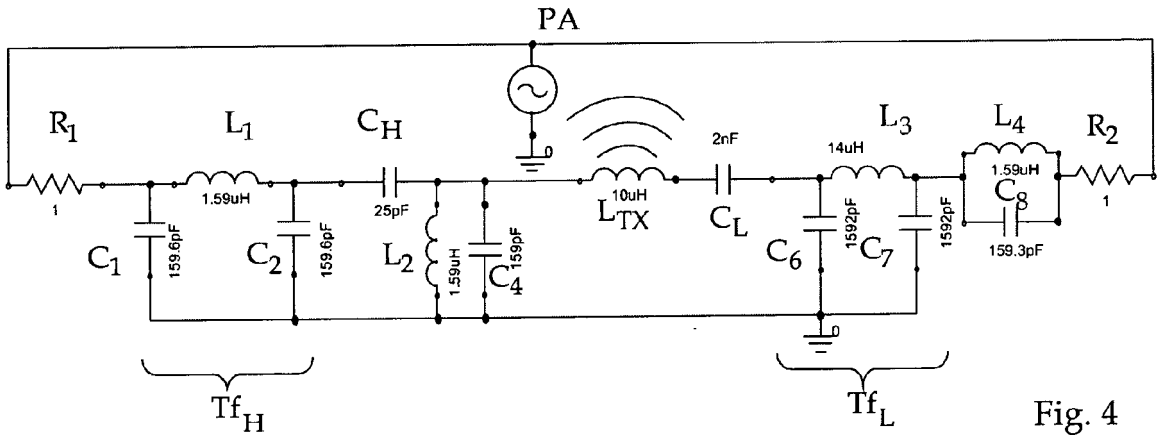 PA
R1
L1
CH
L3
L4
R2
0
2nF
14uH
1
1.59uH
25pF
10uH
1.59uH
1
LTX
CL
C8
159.3pF
C1
159.6pF
C2
159.6pF
L2
1.59uH
C4
159pF
C6
1592pF
C7
1592pF
0
TfH
TfL
Fig. 4